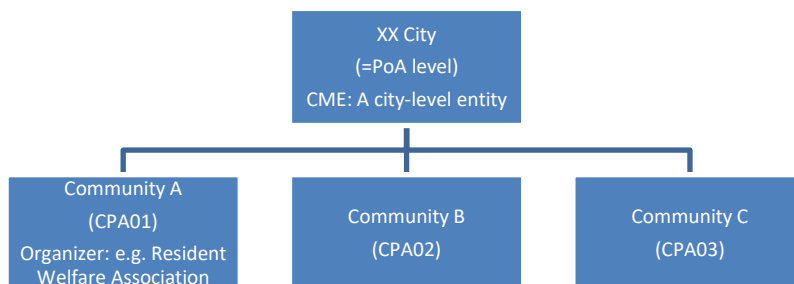 XX City
(=PoA level)
CME: A city-level entity
Community A
(CPA01)
Organizer: e.g. Resident
Welfare Association
Community B
(CPA02)
Community C
(CPA03)